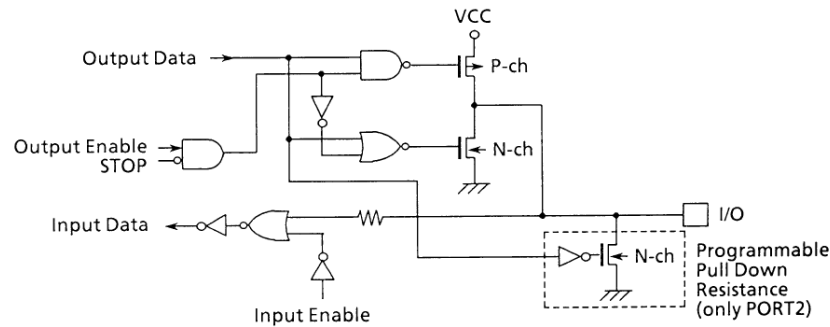 VCC
Output Data
P-ch
Output Enable
STOP
N-ch
Input Data
I/O
N-ch
Programmable
Pull Down
Resistance
(only PORT2)
Input Enable